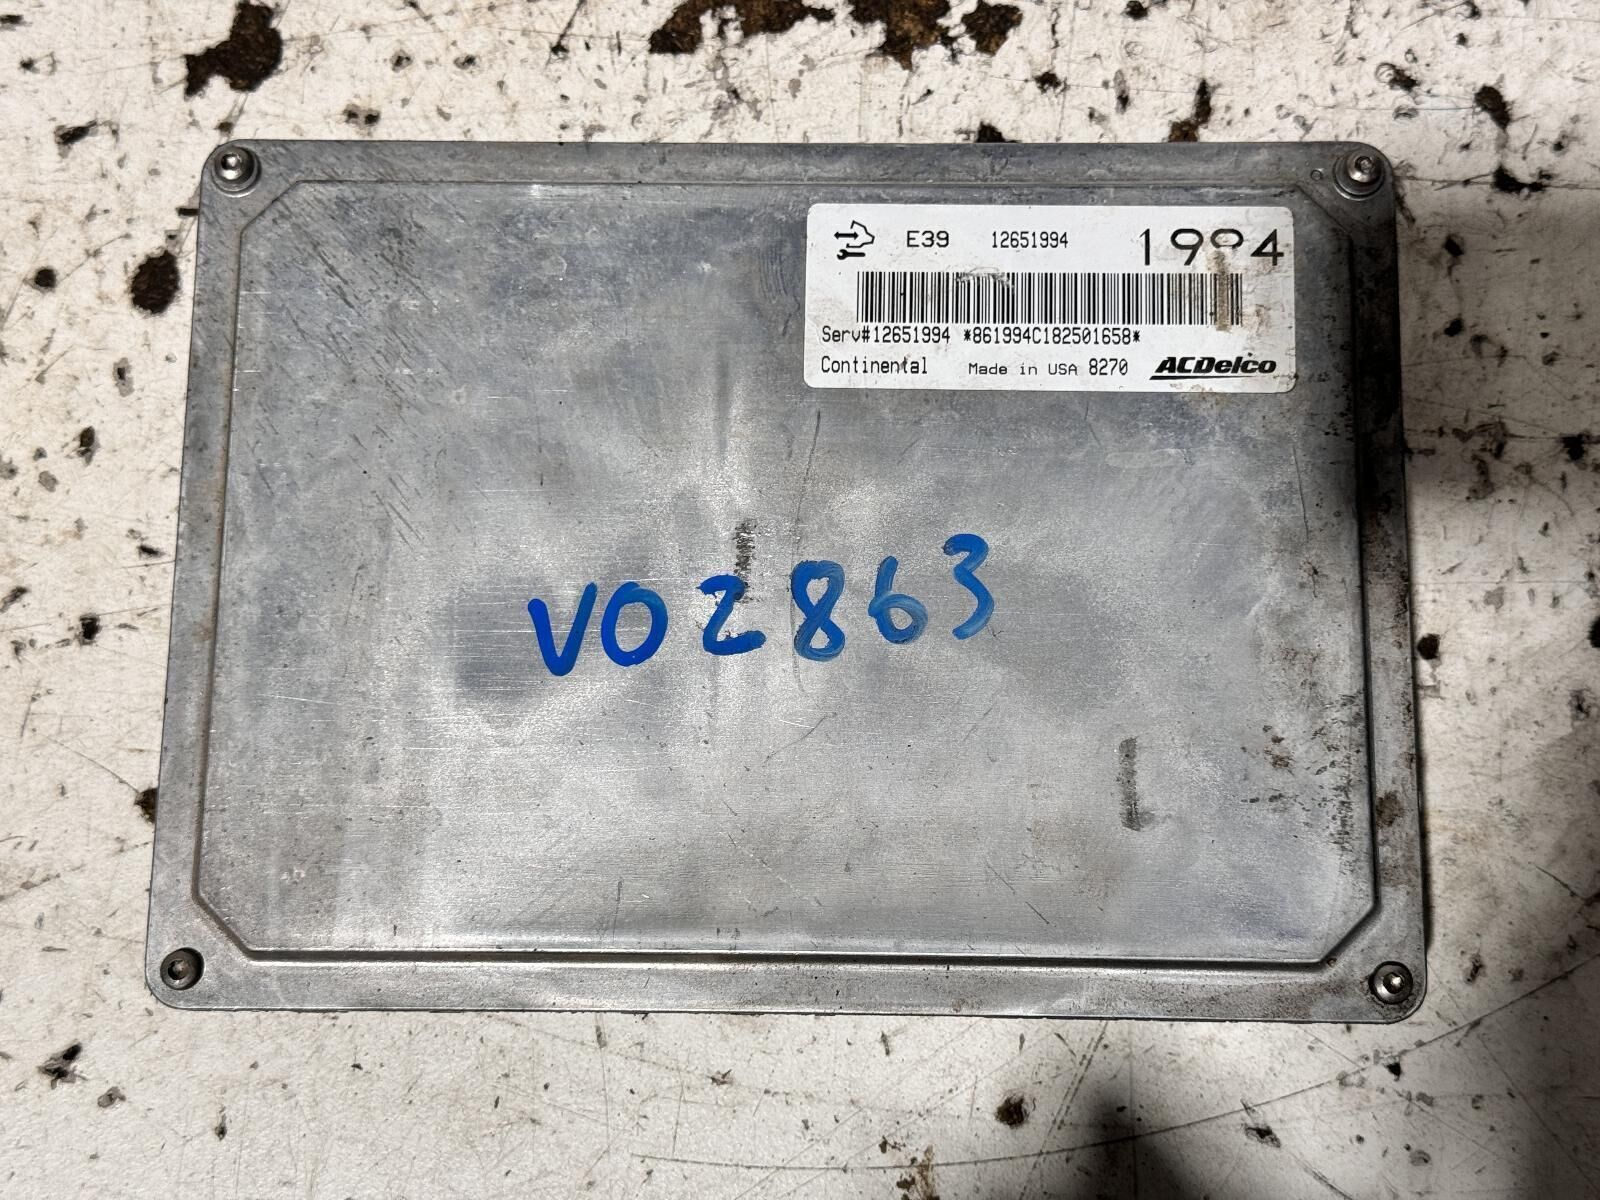 E39 12651994 1994
Serv#12651994 *861994C182501658*
Continental Made in USA 8270 ACDelco
VO2863